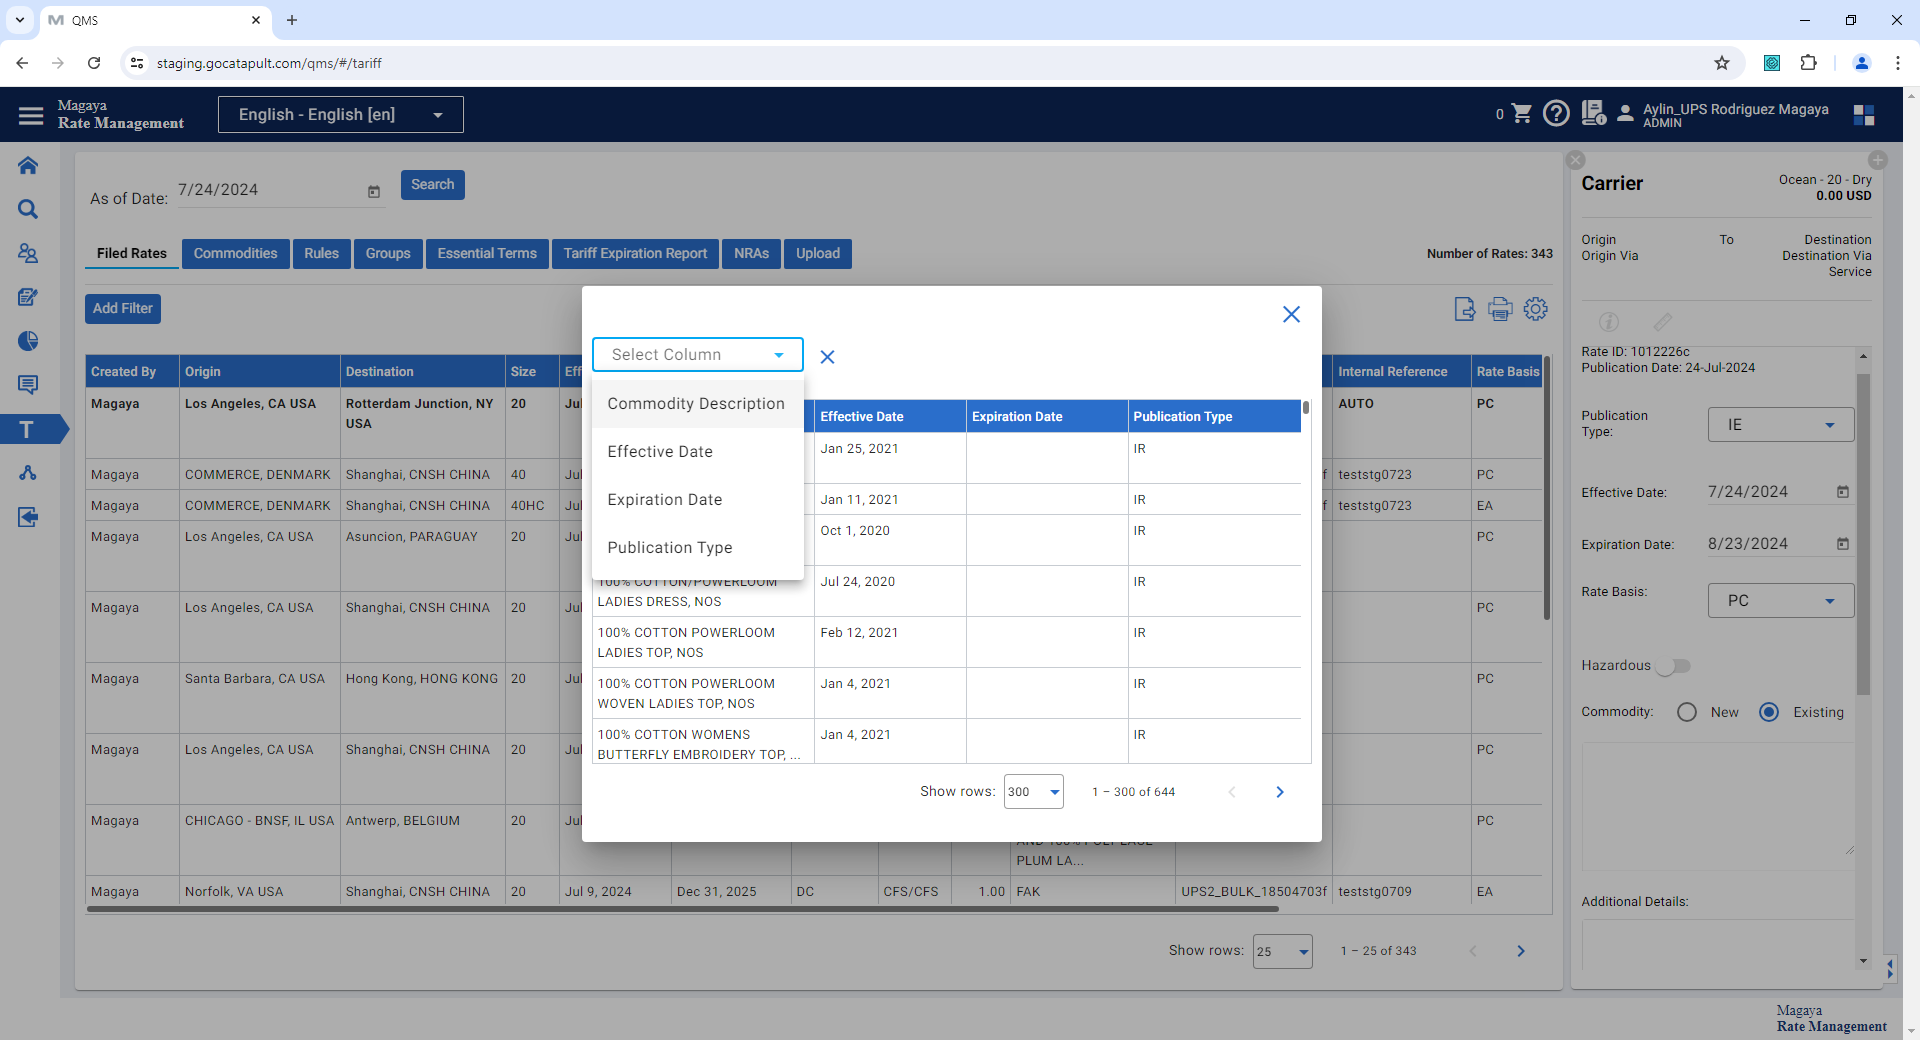 QMS
staging.gocatapult.com/qms/#/tariff
Magaya
Rate Management
English - English [en]
0
Aylin_UPS Rodriguez Magaya
ADMIN
As of Date:
7/24/2024
Search
Filed Rates
Commodities
Rules
Groups
Essential Terms
Tariff Expiration Report
NRAs
Upload
Number of Rates: 343
Add Filter
Created By
Origin
Destination
Size
Internal Reference
Rate Basis
Magaya
Los Angeles, CA USA
Rotterdam Junction, NY
USA
20
AUTO
PC
Magaya
COMMERCE, DENMARK
Shanghai, CNSH CHINA
40
teststg0723
PC
Magaya
COMMERCE, DENMARK
Shanghai, CNSH CHINA
40HC
teststg0723
EA
Magaya
Los Angeles, CA USA
Asuncion, PARAGUAY
20
PC
Magaya
Los Angeles, CA USA
Shanghai, CNSH CHINA
20
PC
Magaya
Santa Barbara, CA USA
Hong Kong, HONG KONG
20
PC
Magaya
Los Angeles, CA USA
Shanghai, CNSH CHINA
20
PC
Magaya
CHICAGO - BNSF, IL USA
Antwerp, BELGIUM
20
PC
PLUM LA...
Magaya
Norfolk, VA USA
Shanghai, CNSH CHINA
20
Jul 9, 2024
Dec 31, 2025
DC
CFS/CFS
1.00
FAK
UPS2_BULK_18504703f
teststg0709
EA
Show rows:
25
1 – 25 of 343
Select Column
Commodity Description
Effective Date
Expiration Date
Publication Type
Effective Date
Expiration Date
Publication Type
Jan 25, 2021
IR
Jan 11, 2021
IR
Oct 1, 2020
IR
100% COTTON/POWERLOOM
LADIES DRESS, NOS
Jul 24, 2020
IR
100% COTTON POWERLOOM
LADIES TOP, NOS
Feb 12, 2021
IR
100% COTTON POWERLOOM
WOVEN LADIES TOP, NOS
Jan 4, 2021
IR
100% COTTON WOMENS
BUTTERFLY EMBROIDERY TOP, ...
Jan 4, 2021
IR
Show rows:
300
1 – 300 of 644
Carrier
Ocean - 20 - Dry
0.00 USD
Origin
To
Destination
Origin Via
Destination Via
Service
Rate ID: 1012226c
Publication Date: 24-Jul-2024
Publication
Type:
IE
Effective Date:
7/24/2024
Expiration Date:
8/23/2024
Rate Basis:
PC
Hazardous
Commodity:
New
Existing
Additional Details:
Magaya
Rate Management